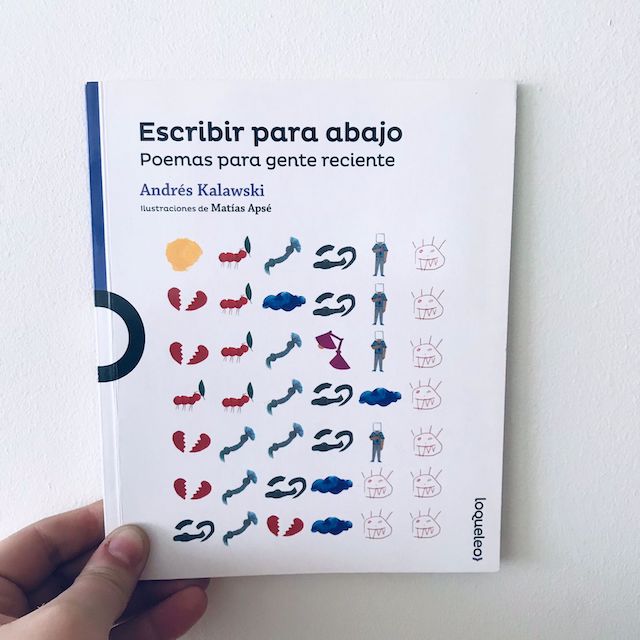 Escribir para abajo
Poemas para gente reciente
Andrés Kalawski
Ilustraciones de Matías Apsé
loqueleo